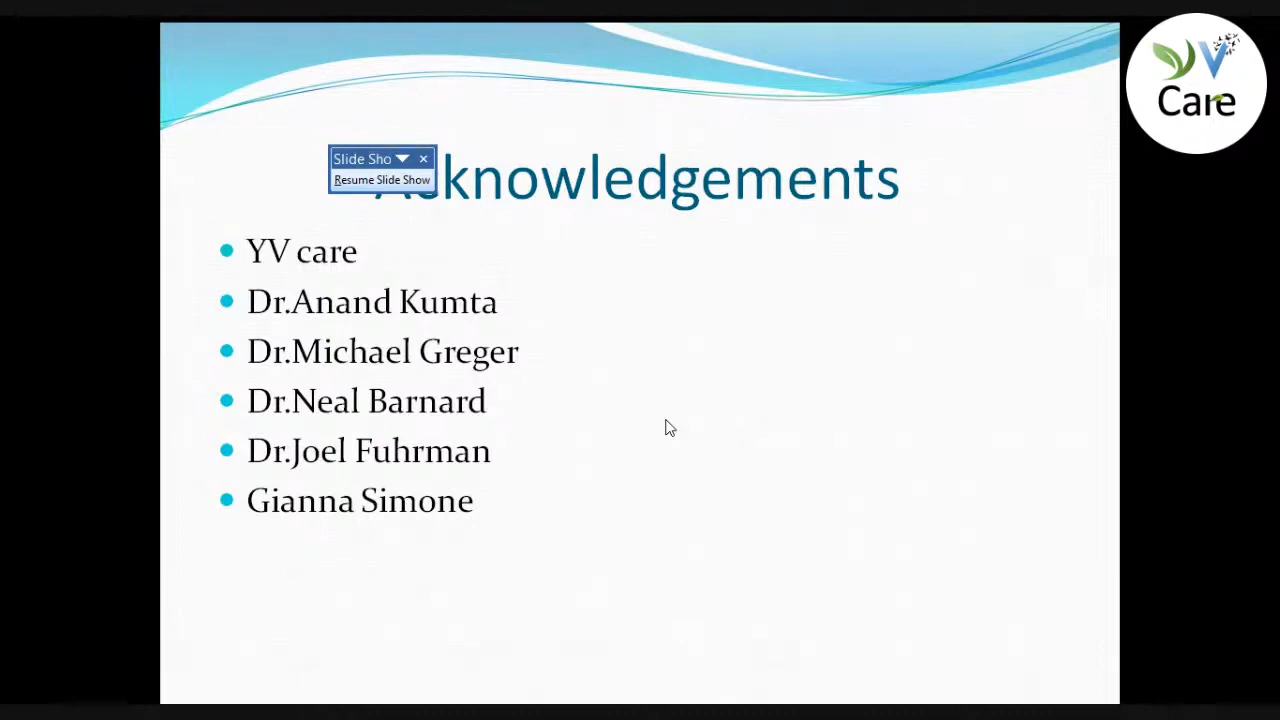 YV
Care
Slide Sho
Resume Slide Show
Acknowledgements
YV care
Dr.Anand Kumta
Dr.Michael Greger
Dr.Neal Barnard
Dr.Joel Fuhrman
Gianna Simone